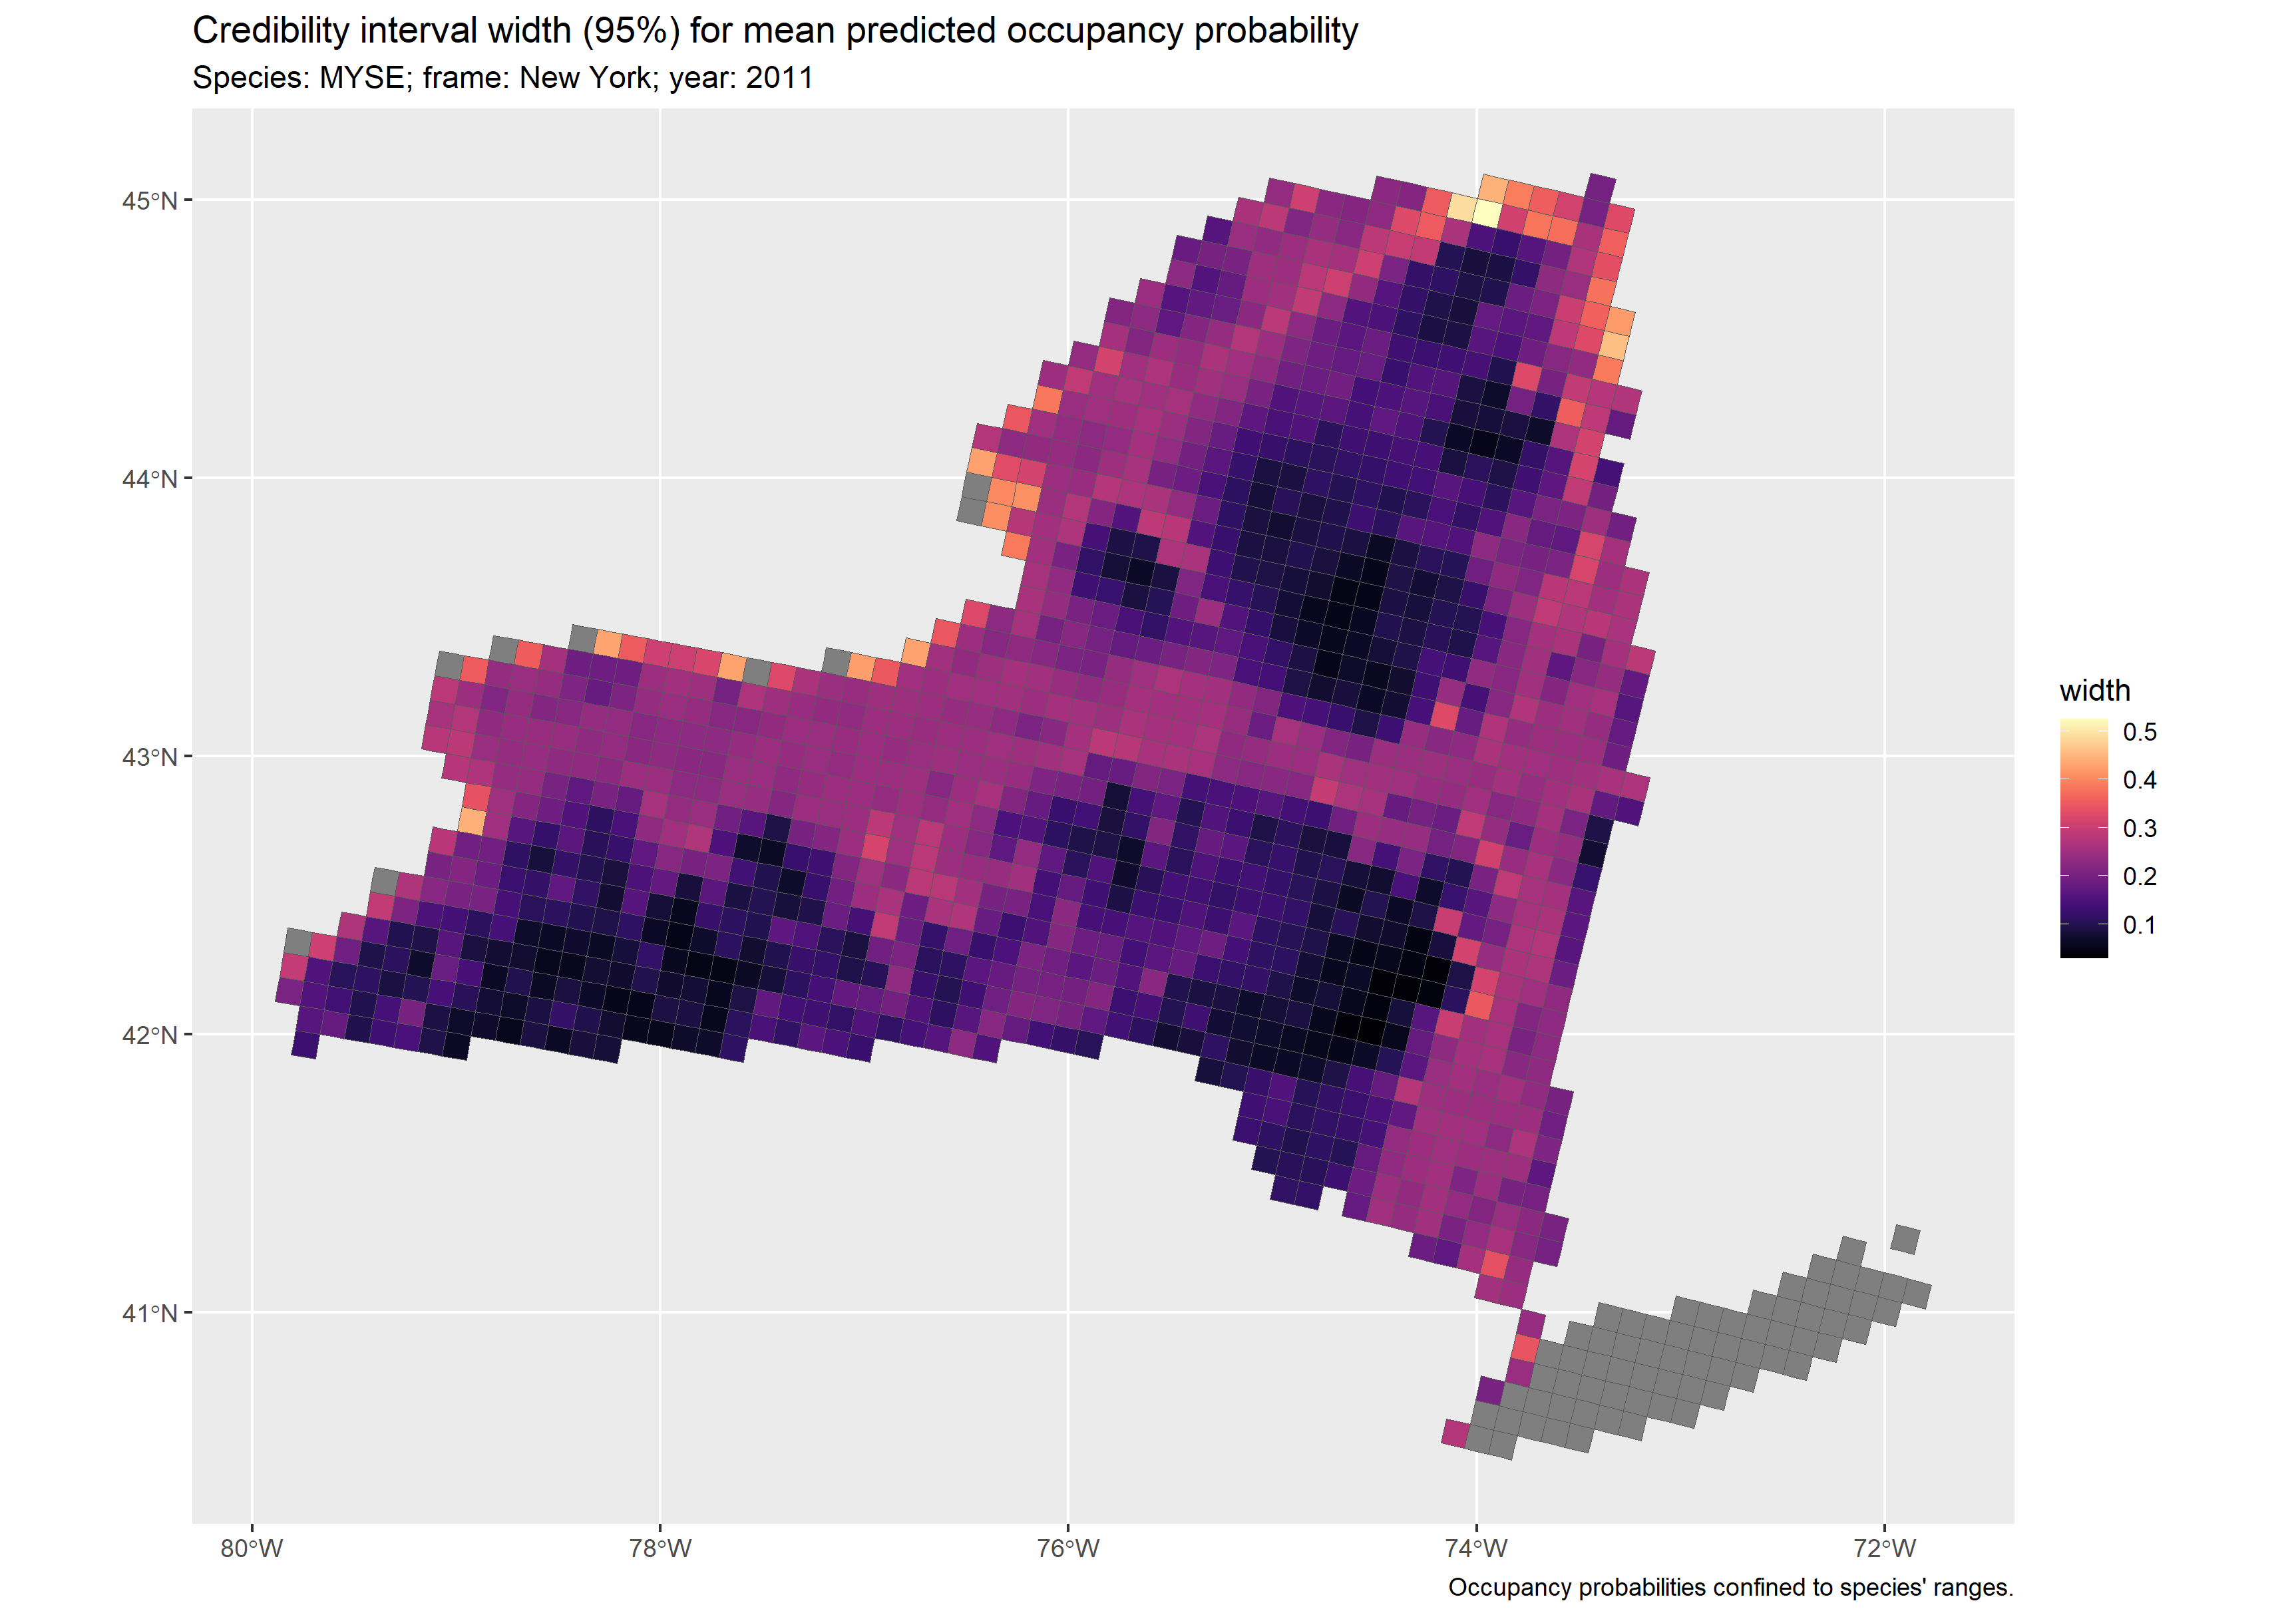 Credibility interval width (95%) for mean predicted occupancy probability
Species: MYSE; frame: New York; year: 2011
45°N
44°N
43°N
42°N
41°N
80°W
78°W
76°W
74°W
72°W
width
0.5
0.4
0.3
0.2
0.1
Occupancy probabilities confined to species' ranges.